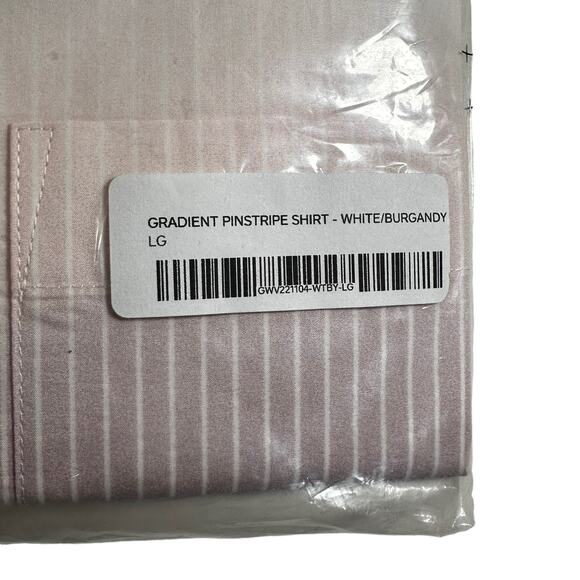 GRADIENT PINSTRIPE SHIRT - WHITE/BURGANDY
LG
GWV221104-WTBY-LG